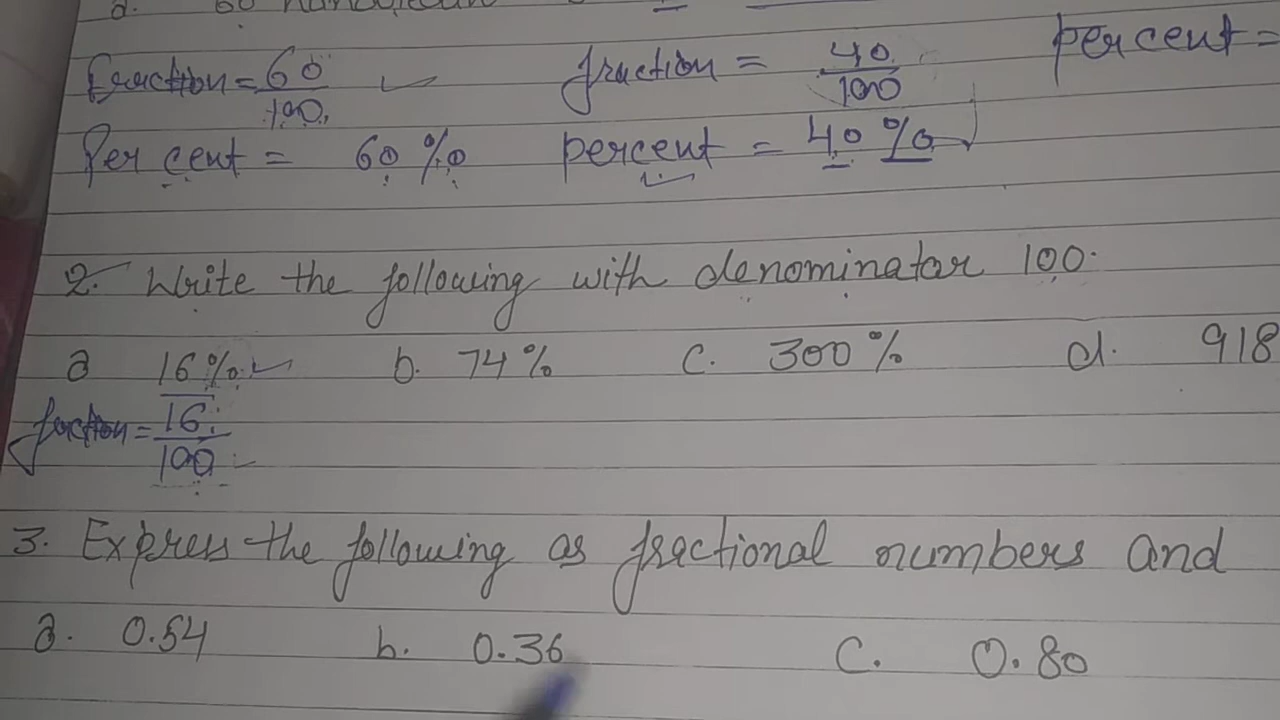 a. 60
fraction = 60/100 fraction = 40/100 percent =
Per cent = 60 % percent = 40 %
2. Write the following with denominator 100.
a 16% b. 74% c. 300% d. 918
fraction = 16/100
3. Express the following as fractional numbers and
a. 0.54 b. 0.36 c. 0.80